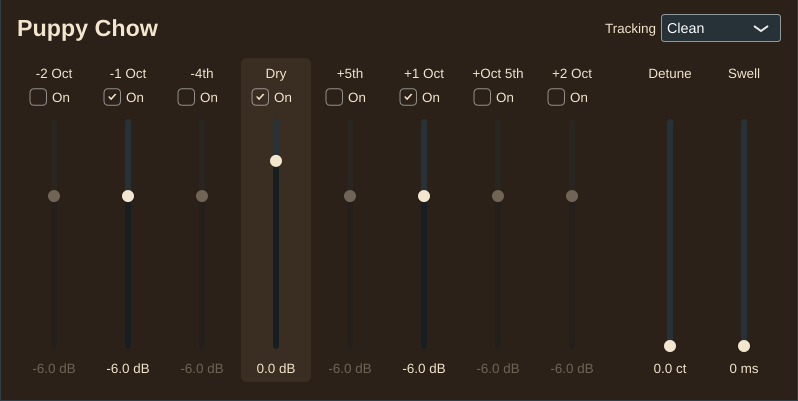 Puppy Chow
Tracking Clean
-2 Oct -1 Oct -4th Dry +5th +1 Oct +Oct 5th +2 Oct Detune Swell
On On On On On On On On
-6.0 dB -6.0 dB -6.0 dB 0.0 dB -6.0 dB -6.0 dB -6.0 dB -6.0 dB 0.0 ct 0 ms